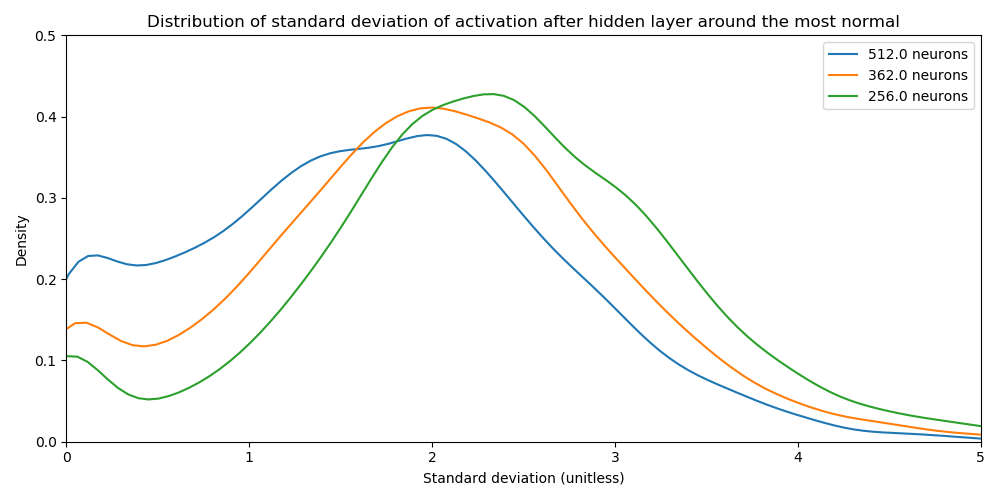 Distribution of standard deviation of activation after hidden layer around the most normal
512.0 neurons
362.0 neurons
256.0 neurons
Density
0.5
0.4
0.3
0.2
0.1
0.0
0 1 2 3 4 5
Standard deviation (unitless)